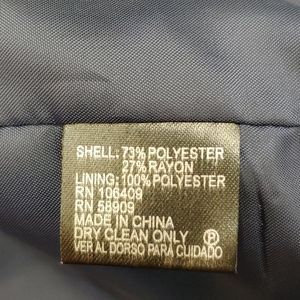 SHELL: 73% POLYESTER
27% RAYON
LINING: 100% POLYESTER
RN 106409
RN 58909
MADE IN CHINA
DRY CLEAN ONLY Ⓟ
VER AL DORSO PARA CUIDADO